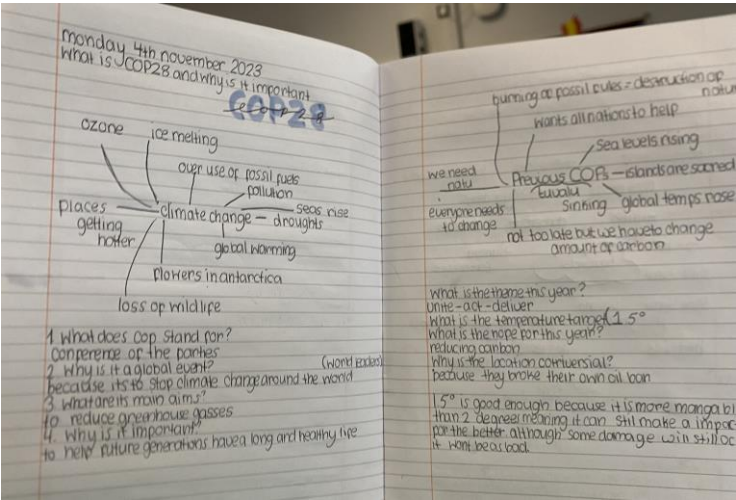 monday 4th november 2023
What is COP28 and why is it important
COP28
ozone
ice melting
over use of fossil fuels
pollution
places getting hotter
climate change
seas rise
droughts
global warming
flowers in antarctica
loss of wildlife
1 What does cop stand for?
conference of the parties
2 Why is it a global event?
because its to stop climate change around the world
3 What are its main aims?
to reduce greenhouse gasses
4. Why is it important?
to help future generations have a long and healthy life
burning of fossil fules = destruction of natu
wants all nations to help
Sea levels rising
we need natu
Previous COPs
islands are sacred
tuvalu sinking
global temps rose
everyone needs to change
not too late but we have to change
amount of carbon
What is the theme this year?
unite-act-deliver
What is the temperature target 1.5°
What is the hope for this year?
reducing carbon
Why is the location contriversial?
because they broke their own oil ban
1.5° is good enough because it is more mangabl
than 2 degrees meaning it can still make a impac
for the better although some damage will still oc
it wont be as bad.